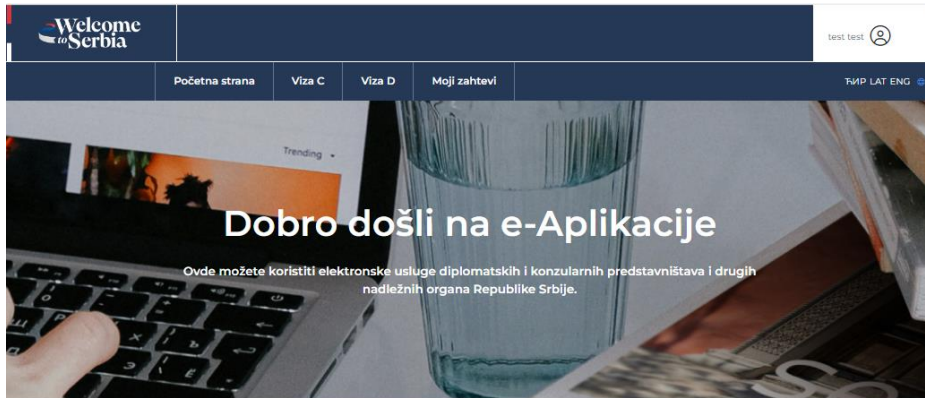 Welcome
to Serbia
test test
Početna strana
Viza C
Viza D
Moji zahtevi
ЋИР LAT ENG
Trending
Dobro došli na e-Aplikacije
Ovde možete koristiti elektronske usluge diplomatskih i konzularnih predstavništava i drugih
nadležnih organa Republike Srbije.